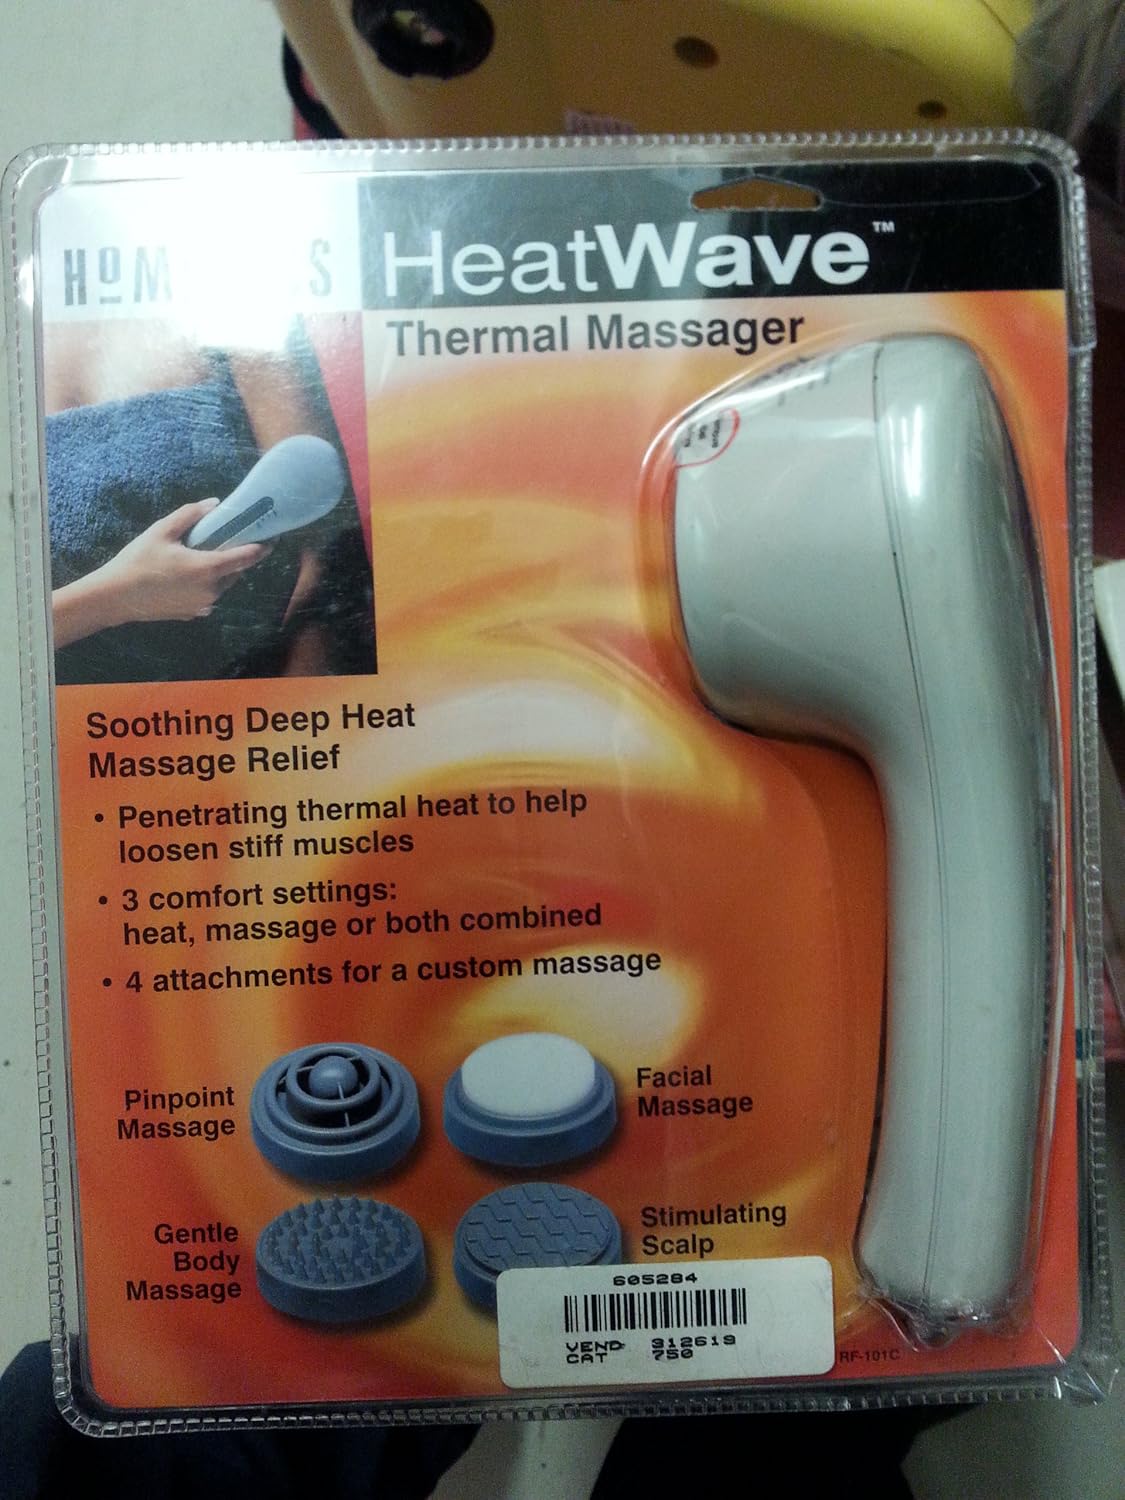 HeatWave™
Thermal Massager
Soothing Deep Heat
Massage Relief
• Penetrating thermal heat to help
loosen stiff muscles
• 3 comfort settings:
heat, massage or both combined
• 4 attachments for a custom massage
Pinpoint
Massage
Facial
Massage
Gentle
Body
Massage
Stimulating
Scalp
605284
VEND 312619
CAT 750
RF-101C